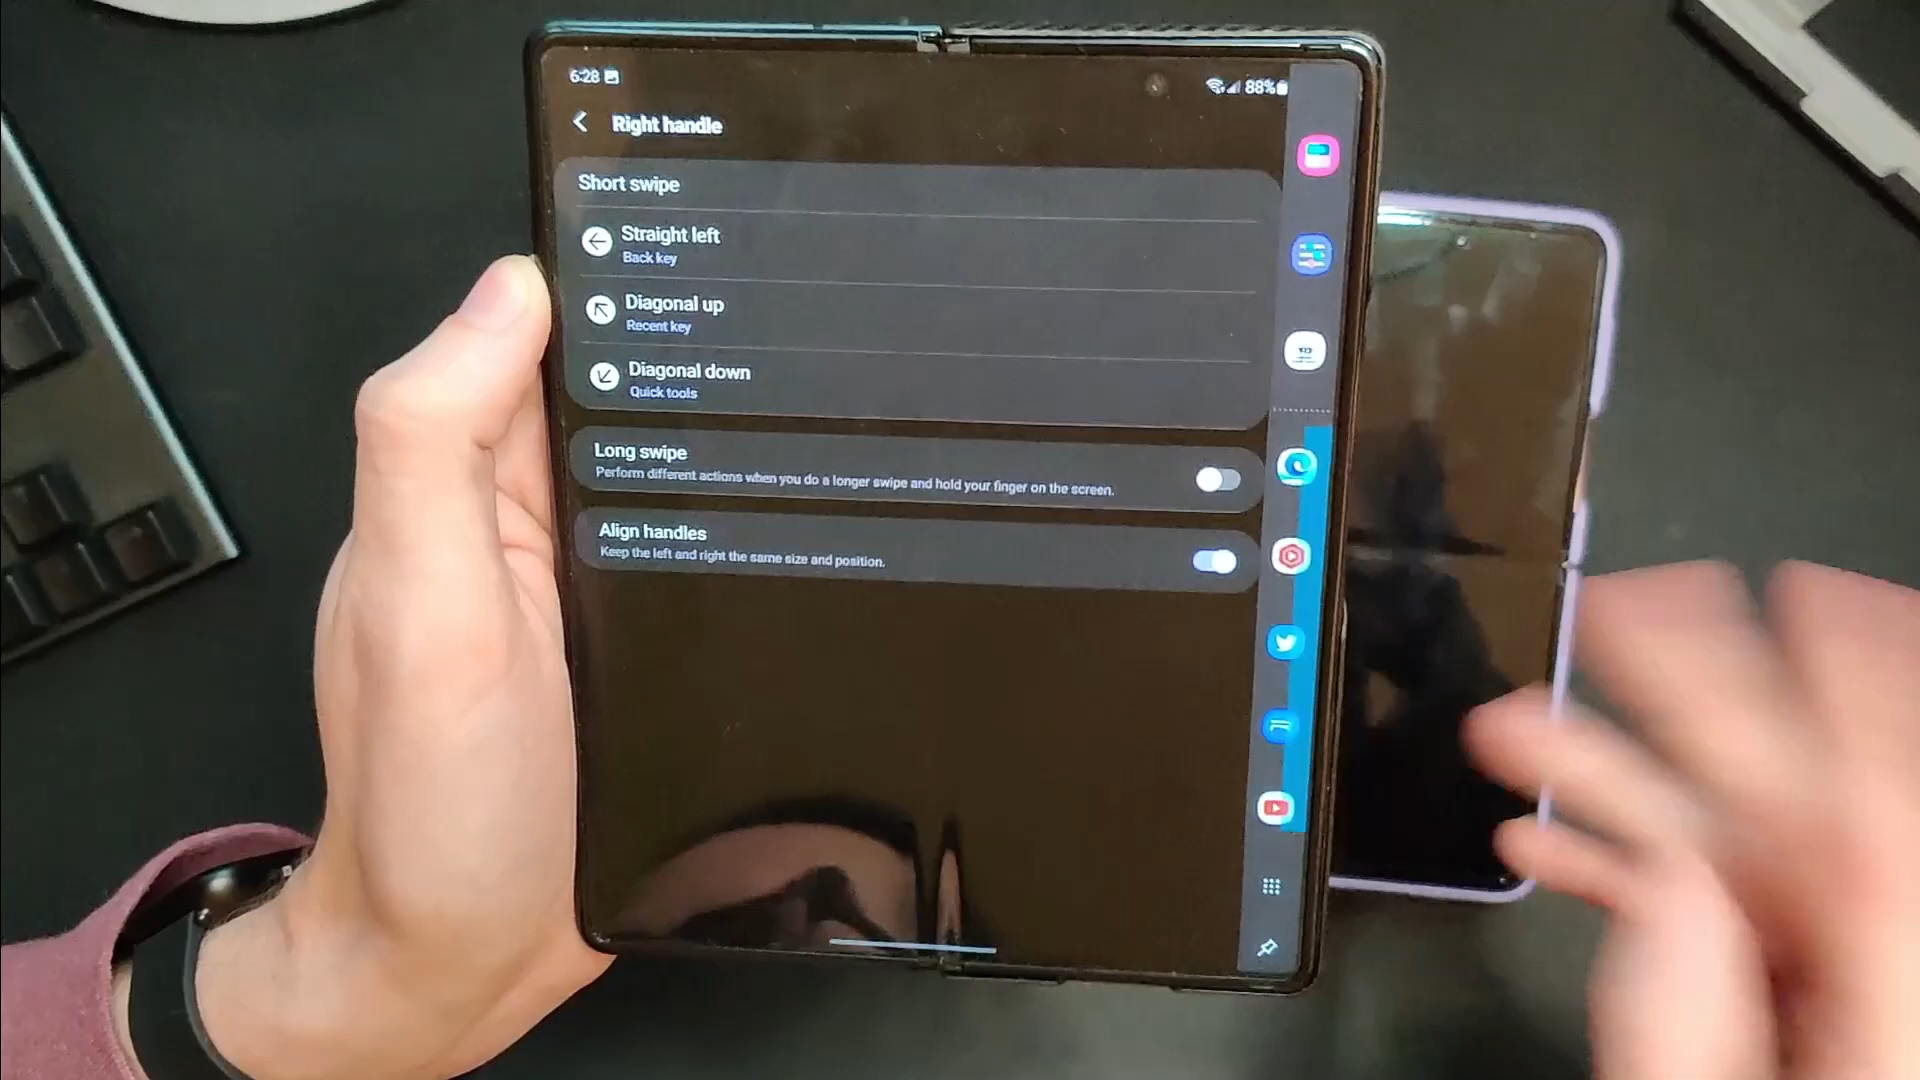 6:28
88%
Right handle
Short swipe
Straight left
Back key
Diagonal up
Recent key
Diagonal down
Quick tools
Long swipe
Perform different actions when you do a longer swipe and hold your finger on the screen.
Align handles
Keep the left and right the same size and position.